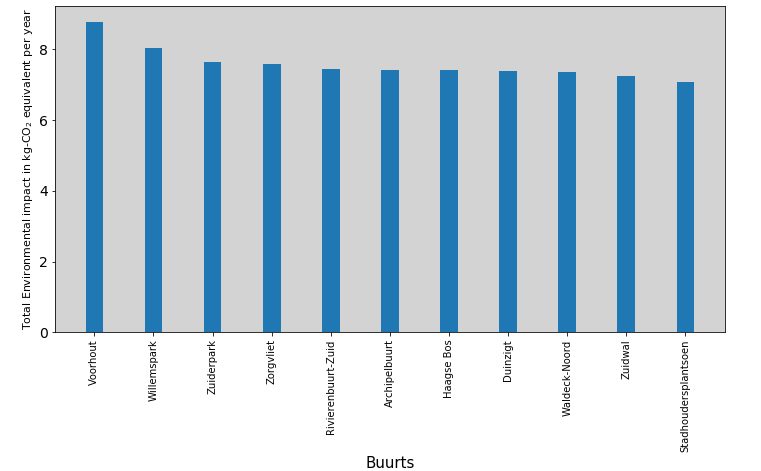 Total Environmental impact in kg-CO₂ equivalent per year
8
6
4
2
0
Voorhout
Willemspark
Zuiderpark
Zorgvliet
Rivierenbuurt-Zuid
Archipelbuurt
Haagse Bos
Duinzigt
Waldeck-Noord
Zuidwal
Stadhoudersplantsoen
Buurts